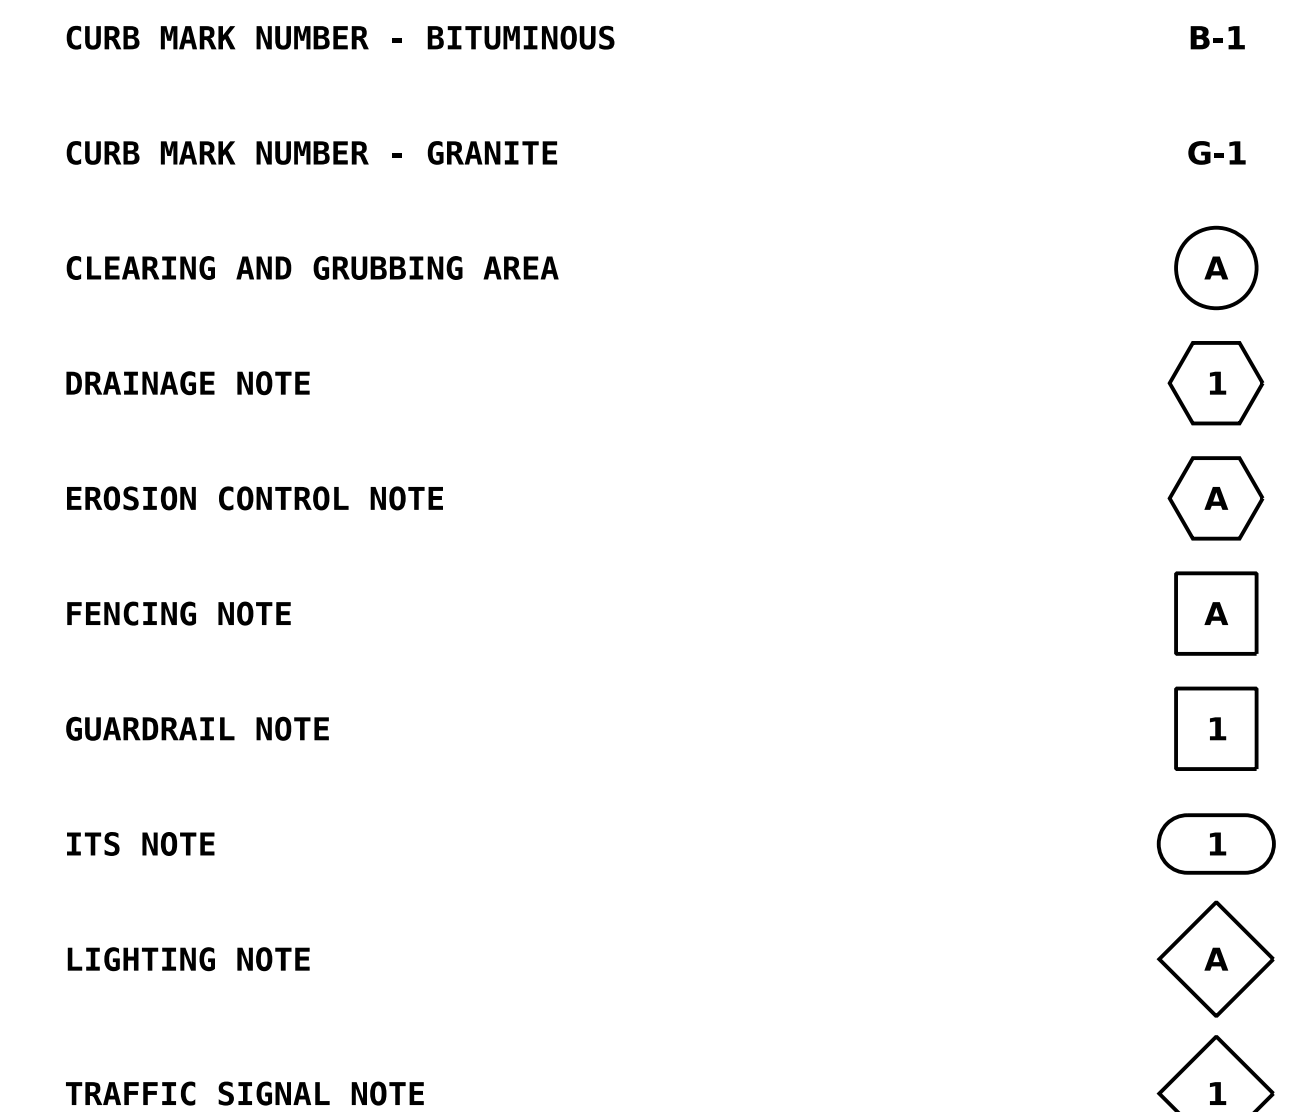 CURB MARK NUMBER - BITUMINOUS B-1
CURB MARK NUMBER - GRANITE G-1
CLEARING AND GRUBBING AREA A
DRAINAGE NOTE 1
EROSION CONTROL NOTE A
FENCING NOTE A
GUARDRAIL NOTE 1
ITS NOTE 1
LIGHTING NOTE A
TRAFFIC SIGNAL NOTE 1